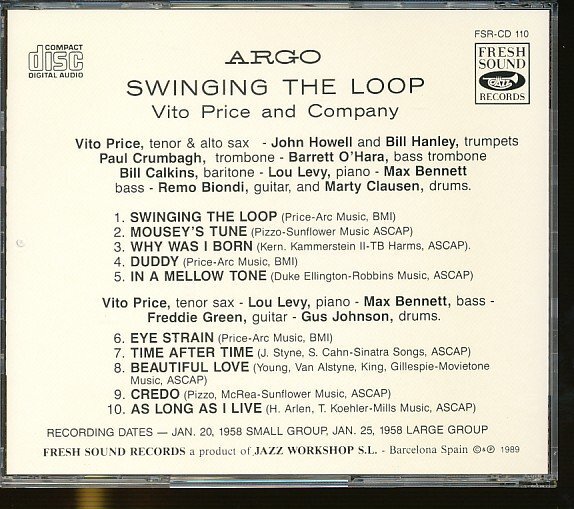 FSR-CD 110
COMPACT
disc
DIGITAL AUDIO
ARGO
FRESH
SOUND
RECORDS
SWINGING THE LOOP
Vito Price and Company
Vito Price, tenor & alto sax - John Howell and Bill Hanley, trumpets
Paul Crumbagh, trombone - Barrett O'Hara, bass trombone
Bill Calkins, baritone - Lou Levy, piano - Max Bennett
bass - Remo Biondi, guitar, and Marty Clausen, drums.
1. SWINGING THE LOOP (Price-Arc Music, BMI)
2. MOUSEY'S TUNE (Pizzo-Sunflower Music, ASCAP)
3. WHY WAS I BORN (Kern. Kammerstein II-TB Harms, ASCAP).
4. DUDDY (Price-Arc Music, BMI)
5. IN A MELLOW TONE (Duke Ellington-Robbins Music, ASCAP)
Vito Price, tenor sax - Lou Levy, piano - Max Bennett, bass -
Freddie Green, guitar - Gus Johnson, drums.
6. EYE STRAIN (Price-Arc Music, BMI)
7. TIME AFTER TIME (J. Styne, S. Cahn-Sinatra Songs, ASCAP)
8. BEAUTIFUL LOVE (Young, Van Alstyne, King, Gillespie-Movietone
Music, ASCAP)
9. CREDO (Pizzo, McRea-Sunflower Music, ASCAP)
10. AS LONG AS I LIVE (H. Arlen, T. Koehler-Mills Music, ASCAP)
RECORDING DATES — JAN. 20, 1958 SMALL GROUP, JAN. 25, 1958 LARGE GROUP
FRESH SOUND RECORDS a product of JAZZ WORKSHOP S.L. - Barcelona Spain ©&℗ 1989